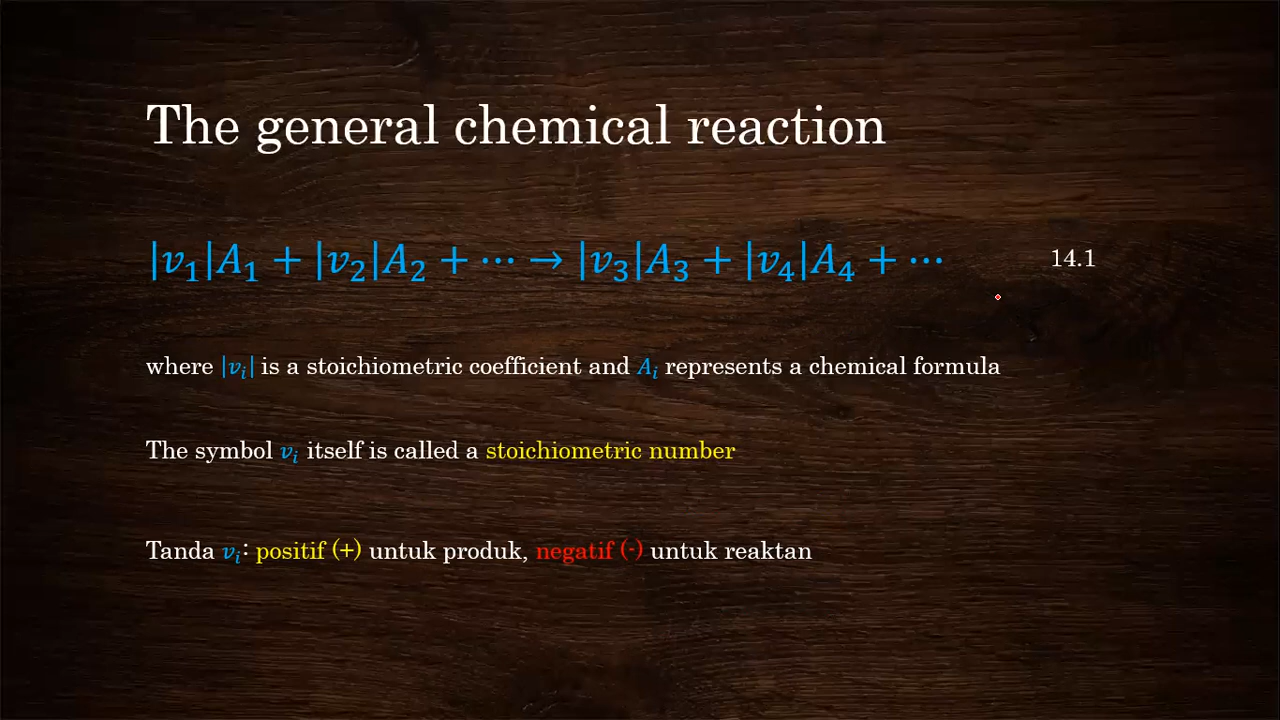 The general chemical reaction
|v₁|A₁ + |v₂|A₂ + ⋯ → |v₃|A₃ + |v₄|A₄ + ⋯ 14.1
where |vᵢ| is a stoichiometric coefficient and Aᵢ represents a chemical formula
The symbol vᵢ itself is called a stoichiometric number
Tanda vᵢ: positif (+) untuk produk, negatif (-) untuk reaktan